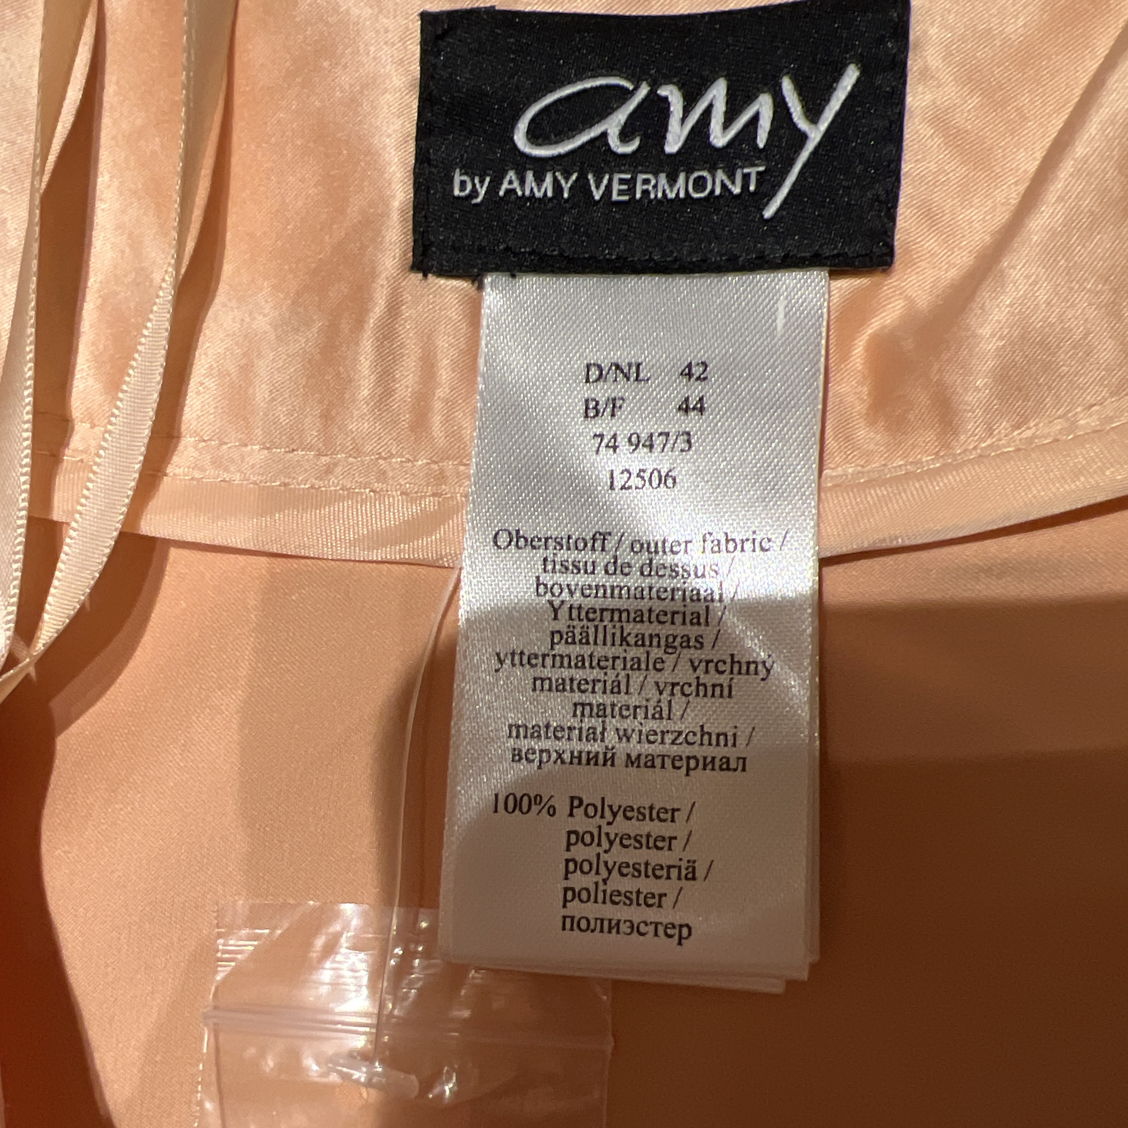 amy
by AMY VERMONT
D/NL 42
B/F 44
74 947/3
12506
Oberstoff / outer fabric /
tissu de dessus /
bovenmateriaal /
Yttermaterial /
päällikangas /
yttermateriale / vrchný
materiál / vrchní
materiál /
materiał wierzchni /
верхний материал
100% Polyester /
polyester /
polyesteriä /
poliester /
полиэстер